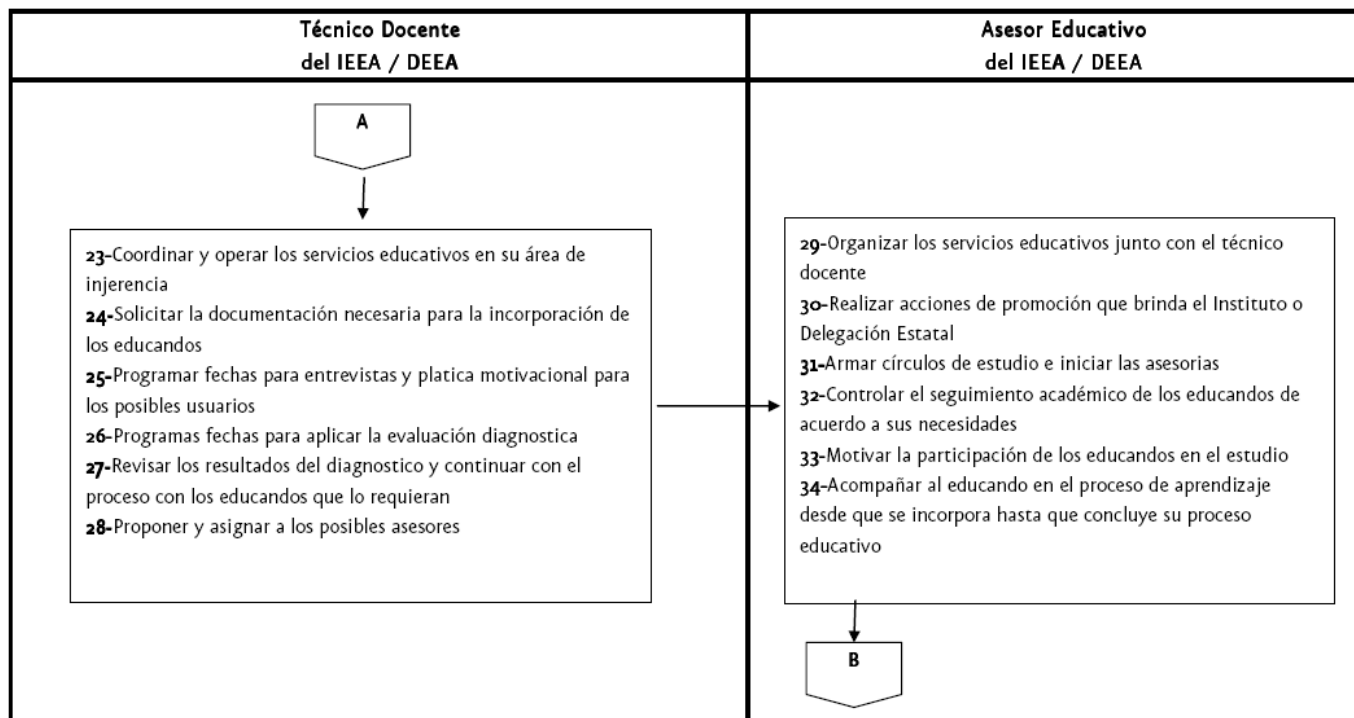 Técnico Docente
del IEEA / DEEA
Asesor Educativo
del IEEA / DEEA
A
23-Coordinar y operar los servicios educativos en su área de
injerencia
24-Solicitar la documentación necesaria para la incorporación de
los educandos
25-Programar fechas para entrevistas y platica motivacional para
los posibles usuarios
26-Programas fechas para aplicar la evaluación diagnostica
27-Revisar los resultados del diagnostico y continuar con el
proceso con los educandos que lo requieran
28-Proponer y asignar a los posibles asesores
29-Organizar los servicios educativos junto con el técnico
docente
30-Realizar acciones de promoción que brinda el Instituto o
Delegación Estatal
31-Armar círculos de estudio e iniciar las asesorias
32-Controlar el seguimiento académico de los educandos de
acuerdo a sus necesidades
33-Motivar la participación de los educandos en el estudio
34-Acompañar al educando en el proceso de aprendizaje
desde que se incorpora hasta que concluye su proceso
educativo
B